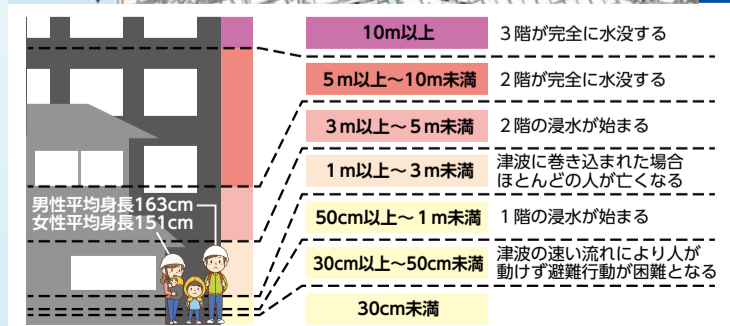 10m以上
3階が完全に水没する
5m以上～10m未満
2階が完全に水没する
3m以上～5m未満
2階の浸水が始まる
1m以上～3m未満
津波に巻き込まれた場合
ほとんどの人が亡くなる
男性平均身長163cm
女性平均身長151cm
50cm以上～1m未満
1階の浸水が始まる
30cm以上～50cm未満
津波の速い流れにより人が
動けず避難行動が困難となる
30cm未満